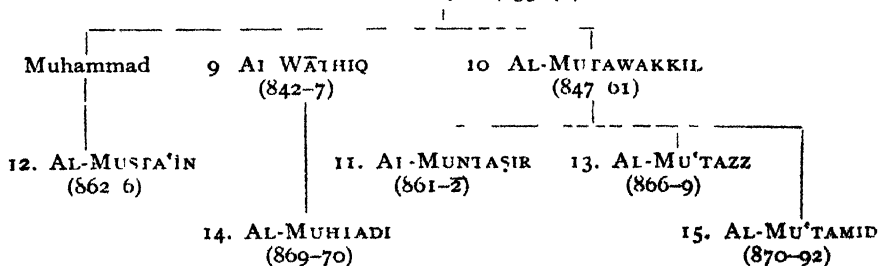 Muhammad 9 AL WĀTHIQ 10 AL-MUTAWAKKIL
(842–7) (847 61)
12. AL-MUSTA‘ĪN 11. AL-MUNTAṢIR 13. AL-MU‘TAZZ
(862 6) (861–2) (866–9)
14. AL-MUHTADI 15. AL-MU‘TAMID
(869–70) (870–92)